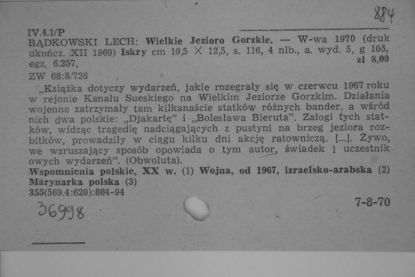 884
IV.4.1/P
BĄDKOWSKI LECH: Wielkie Jezioro Gorzkie. — W-wa 1970 (druk
ukończ. XII 1969) Iskry cm 19,5 × 12,5, s. 116, 4 nlb., a. wyd. 5, g 105,
egz. 6.257, zł 8,00
ZW 68:8.726
„Książka dotyczy wydarzeń, jakie rozegrały się w czerwcu 1967 roku
w rejonie Kanału Sueskiego na Wielkim Jeziorze Gorzkim. Działania
wojenne zatrzymały tam kilkanaście statków różnych bander, a wśród
nich dwa polskie: „Djakartę" i „Bolesława Bieruta". Załogi tych stat-
ków, widząc tragedię nadciągających z pustyni na brzeg jeziora roz-
bitków, prowadziły w ciągu kilku dni akcję ratowniczą. [...]. Żywo,
we wzruszający sposób opowiada o tym autor, świadek i uczestnik
owych wydarzeń". (Obwoluta).
Wspomnienia polskie, XX w. (1) Wojna, od 1967, izraelsko-arabska (2)
Marynarka polska (3)
355(569.4:620):884-94
36998
7-8-70